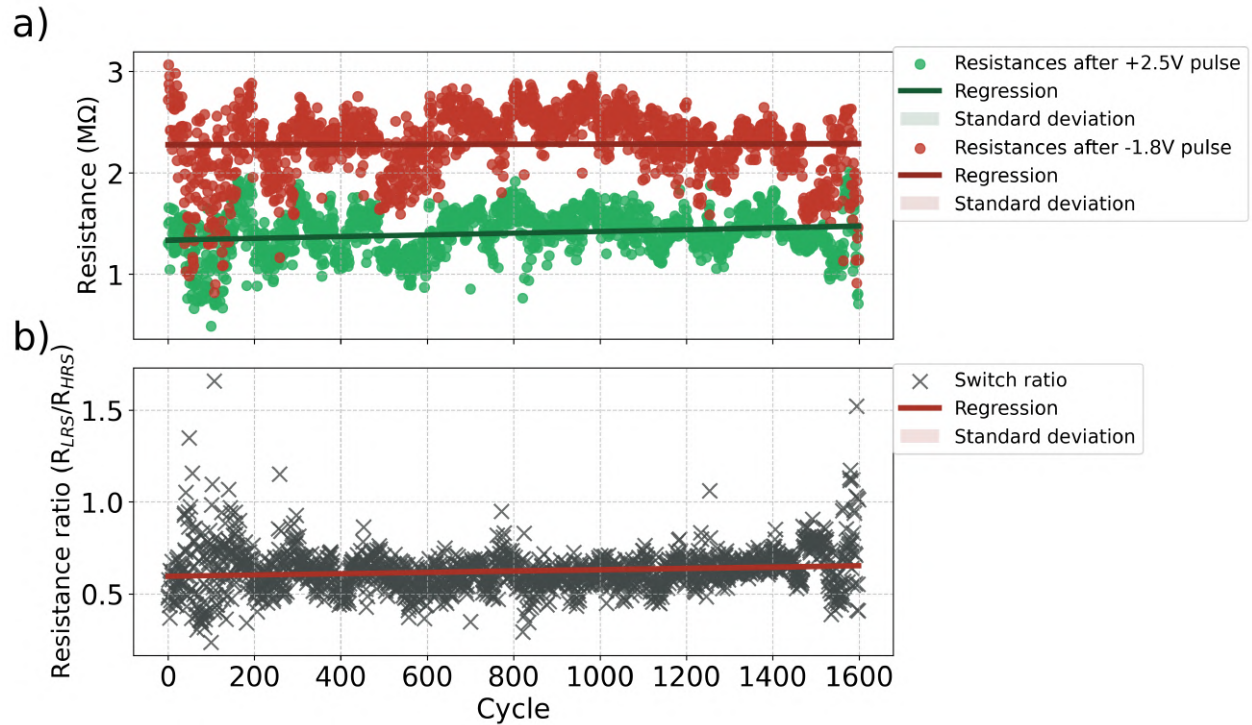 a)
Resistance (MΩ)
3
2
1
Resistances after +2.5V pulse
Regression
Standard deviation
Resistances after -1.8V pulse
Regression
Standard deviation
b)
Resistance ratio (R_LRS/R_HRS)
1.5
1.0
0.5
Switch ratio
Regression
Standard deviation
0 200 400 600 800 1000 1200 1400 1600
Cycle